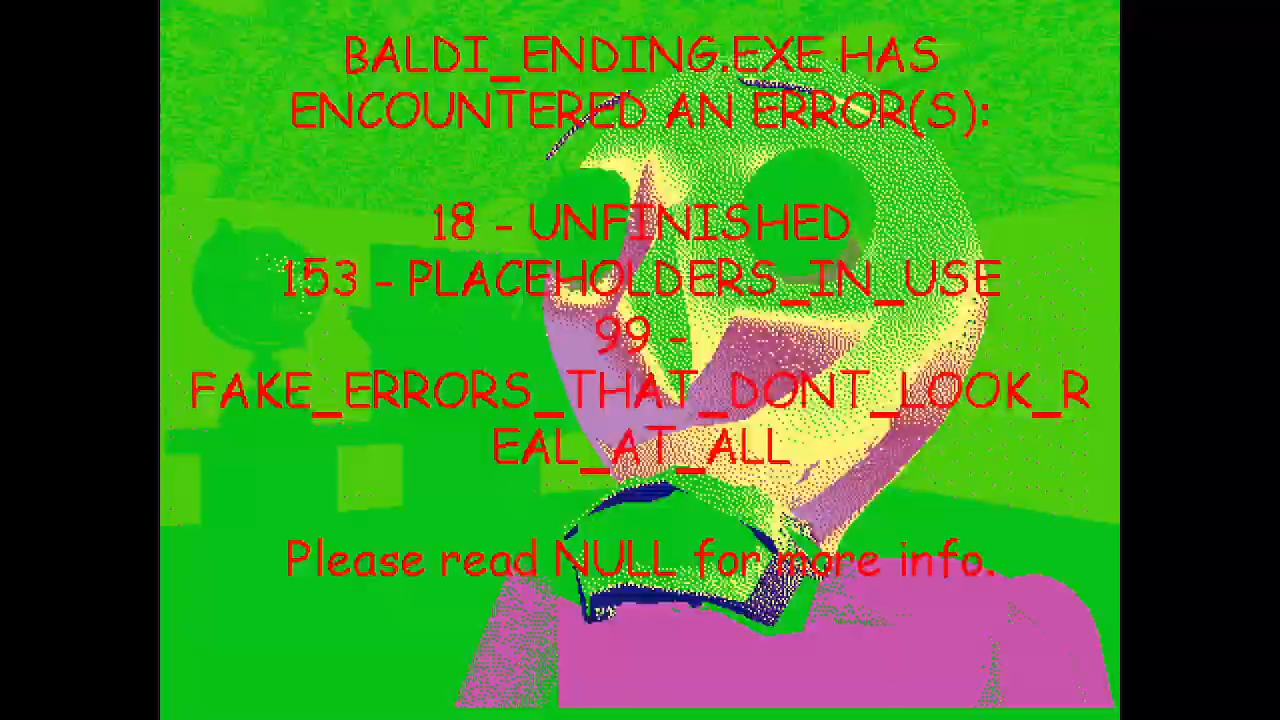 BALDI_ENDING.EXE HAS
ENCOUNTERED AN ERROR(S):
18 - UNFINISHED
153 - PLACEHOLDERS_IN_USE
99 -
FAKE_ERRORS_THAT_DONT_LOOK_R
EAL_AT_ALL
Please read NULL for more info.